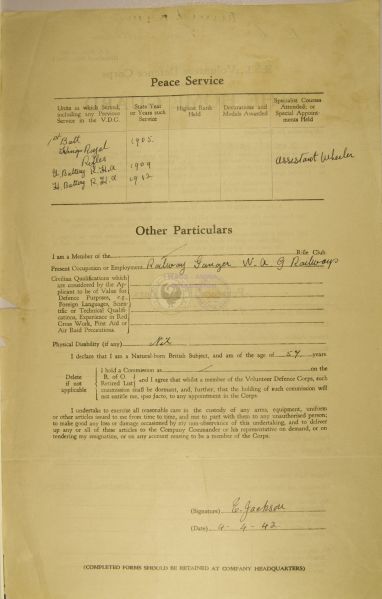 Peace Service
Units in which Served, including any Previous Service in the V.D.C.
State Year or Years such Service
Highest Rank Held
Decorations and Medals Awarded
Specialist Courses Attended, or Special Appointments Held
1st Batt 1905
Kings Royal
Rifles
G. Battery R.H.A 1909
H. Battery R.H.A 1912
assistant Wheeler
Other Particulars
I am a Member of the Rifle Club
Present Occupation or Employment Railway Ganger W. A G Railways
Civilian Qualifications which
are considered by the Ap-
plicant to be of Value for
Defence Purposes, e.g.,
Foreign Languages, Scien-
tific or Technical Qualifi-
cations, Experience in Red
Cross Work, First Aid or
Air Raid Precautions.
Physical Disability (if any) Nil
I declare that I am a Natural-born British Subject, and am of the age of 54 years
Delete if not applicable
I hold a Commission as on the
R. of O.
Retired List
and I agree that whilst a member of the Volunteer Defence Corps, such
commission shall be dormant, and, further, that the holding of such commission will
not entitle me, ipso facto, to any appointment in the Corps
I undertake to exercise all reasonable care in the custody of any arms, equipment, uniform
or other articles issued to me from time to time, and not to part with them to any unauthorised person;
to make good any loss or damage occasioned by my non-observance of this undertaking, and to deliver
up any or all of these articles to the Company Commander or his representative on demand, or on
tendering my resignation, or on any account ceasing to be a member of the Corps.
(Signature) E. Jackson
(Date) 4-4-42
(COMPLETED FORMS SHOULD BE RETAINED AT COMPANY HEADQUARTERS)